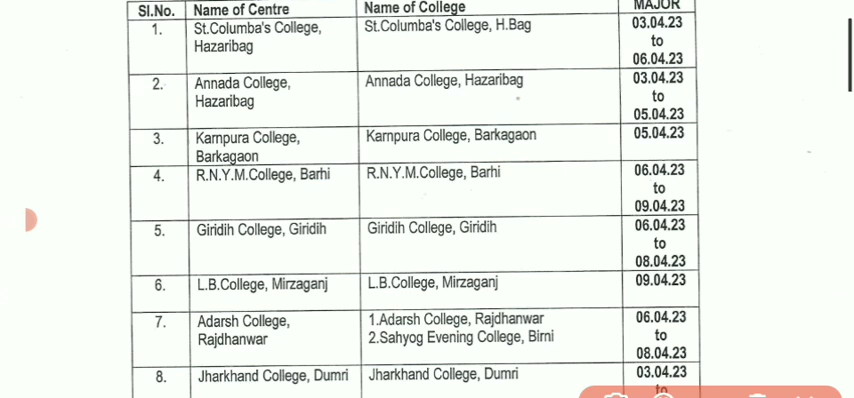 Sl.No. Name of Centre Name of College MAJOR
1. St.Columba's College, St.Columba's College, H.Bag 03.04.23
Hazaribag to
06.04.23
2. Annada College, Annada College, Hazaribag 03.04.23
Hazaribag to
05.04.23
3. Karnpura College, Karnpura College, Barkagaon 05.04.23
Barkagaon
4. R.N.Y.M.College, Barhi R.N.Y.M.College, Barhi 06.04.23
to
09.04.23
5. Giridih College, Giridih Giridih College, Giridih 06.04.23
to
08.04.23
6. L.B.College, Mirzaganj L.B.College, Mirzaganj 09.04.23
7. Adarsh College, 1.Adarsh College, Rajdhanwar 06.04.23
Rajdhanwar 2.Sahyog Evening College, Birni to
08.04.23
8. Jharkhand College, Dumri Jharkhand College, Dumri 03.04.23
to